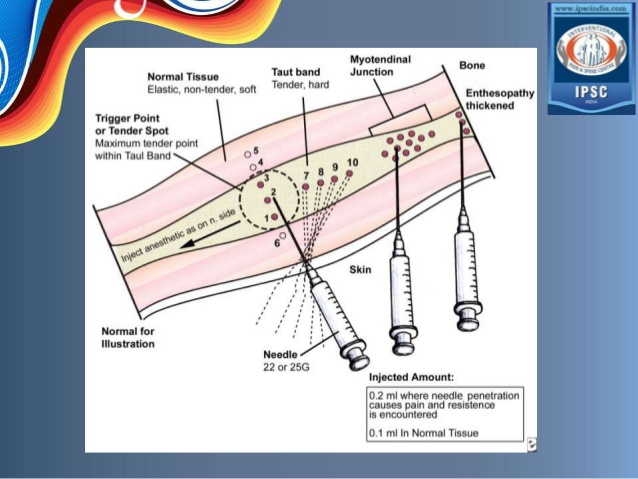 www.ipscindia.com
INTERVENTIONAL
PAIN & SPINE CENTRE
IPSC
INDIA
Myotendinal
Junction
Bone
Normal Tissue
Elastic, non-tender, soft
Taut band
Tender, hard
Enthesopathy
thickened
Trigger Point
or Tender Spot
Maximum tender point
within Taul Band
5
4
3
2
1
6
7 8 9 10
Inject anesthetic as on n. side
Skin
Normal for
Illustration
Needle
22 or 25G
Injected Amount:
0.2 ml where needle penetration
causes pain and resistence
is encountered
0.1 ml In Normal Tissue